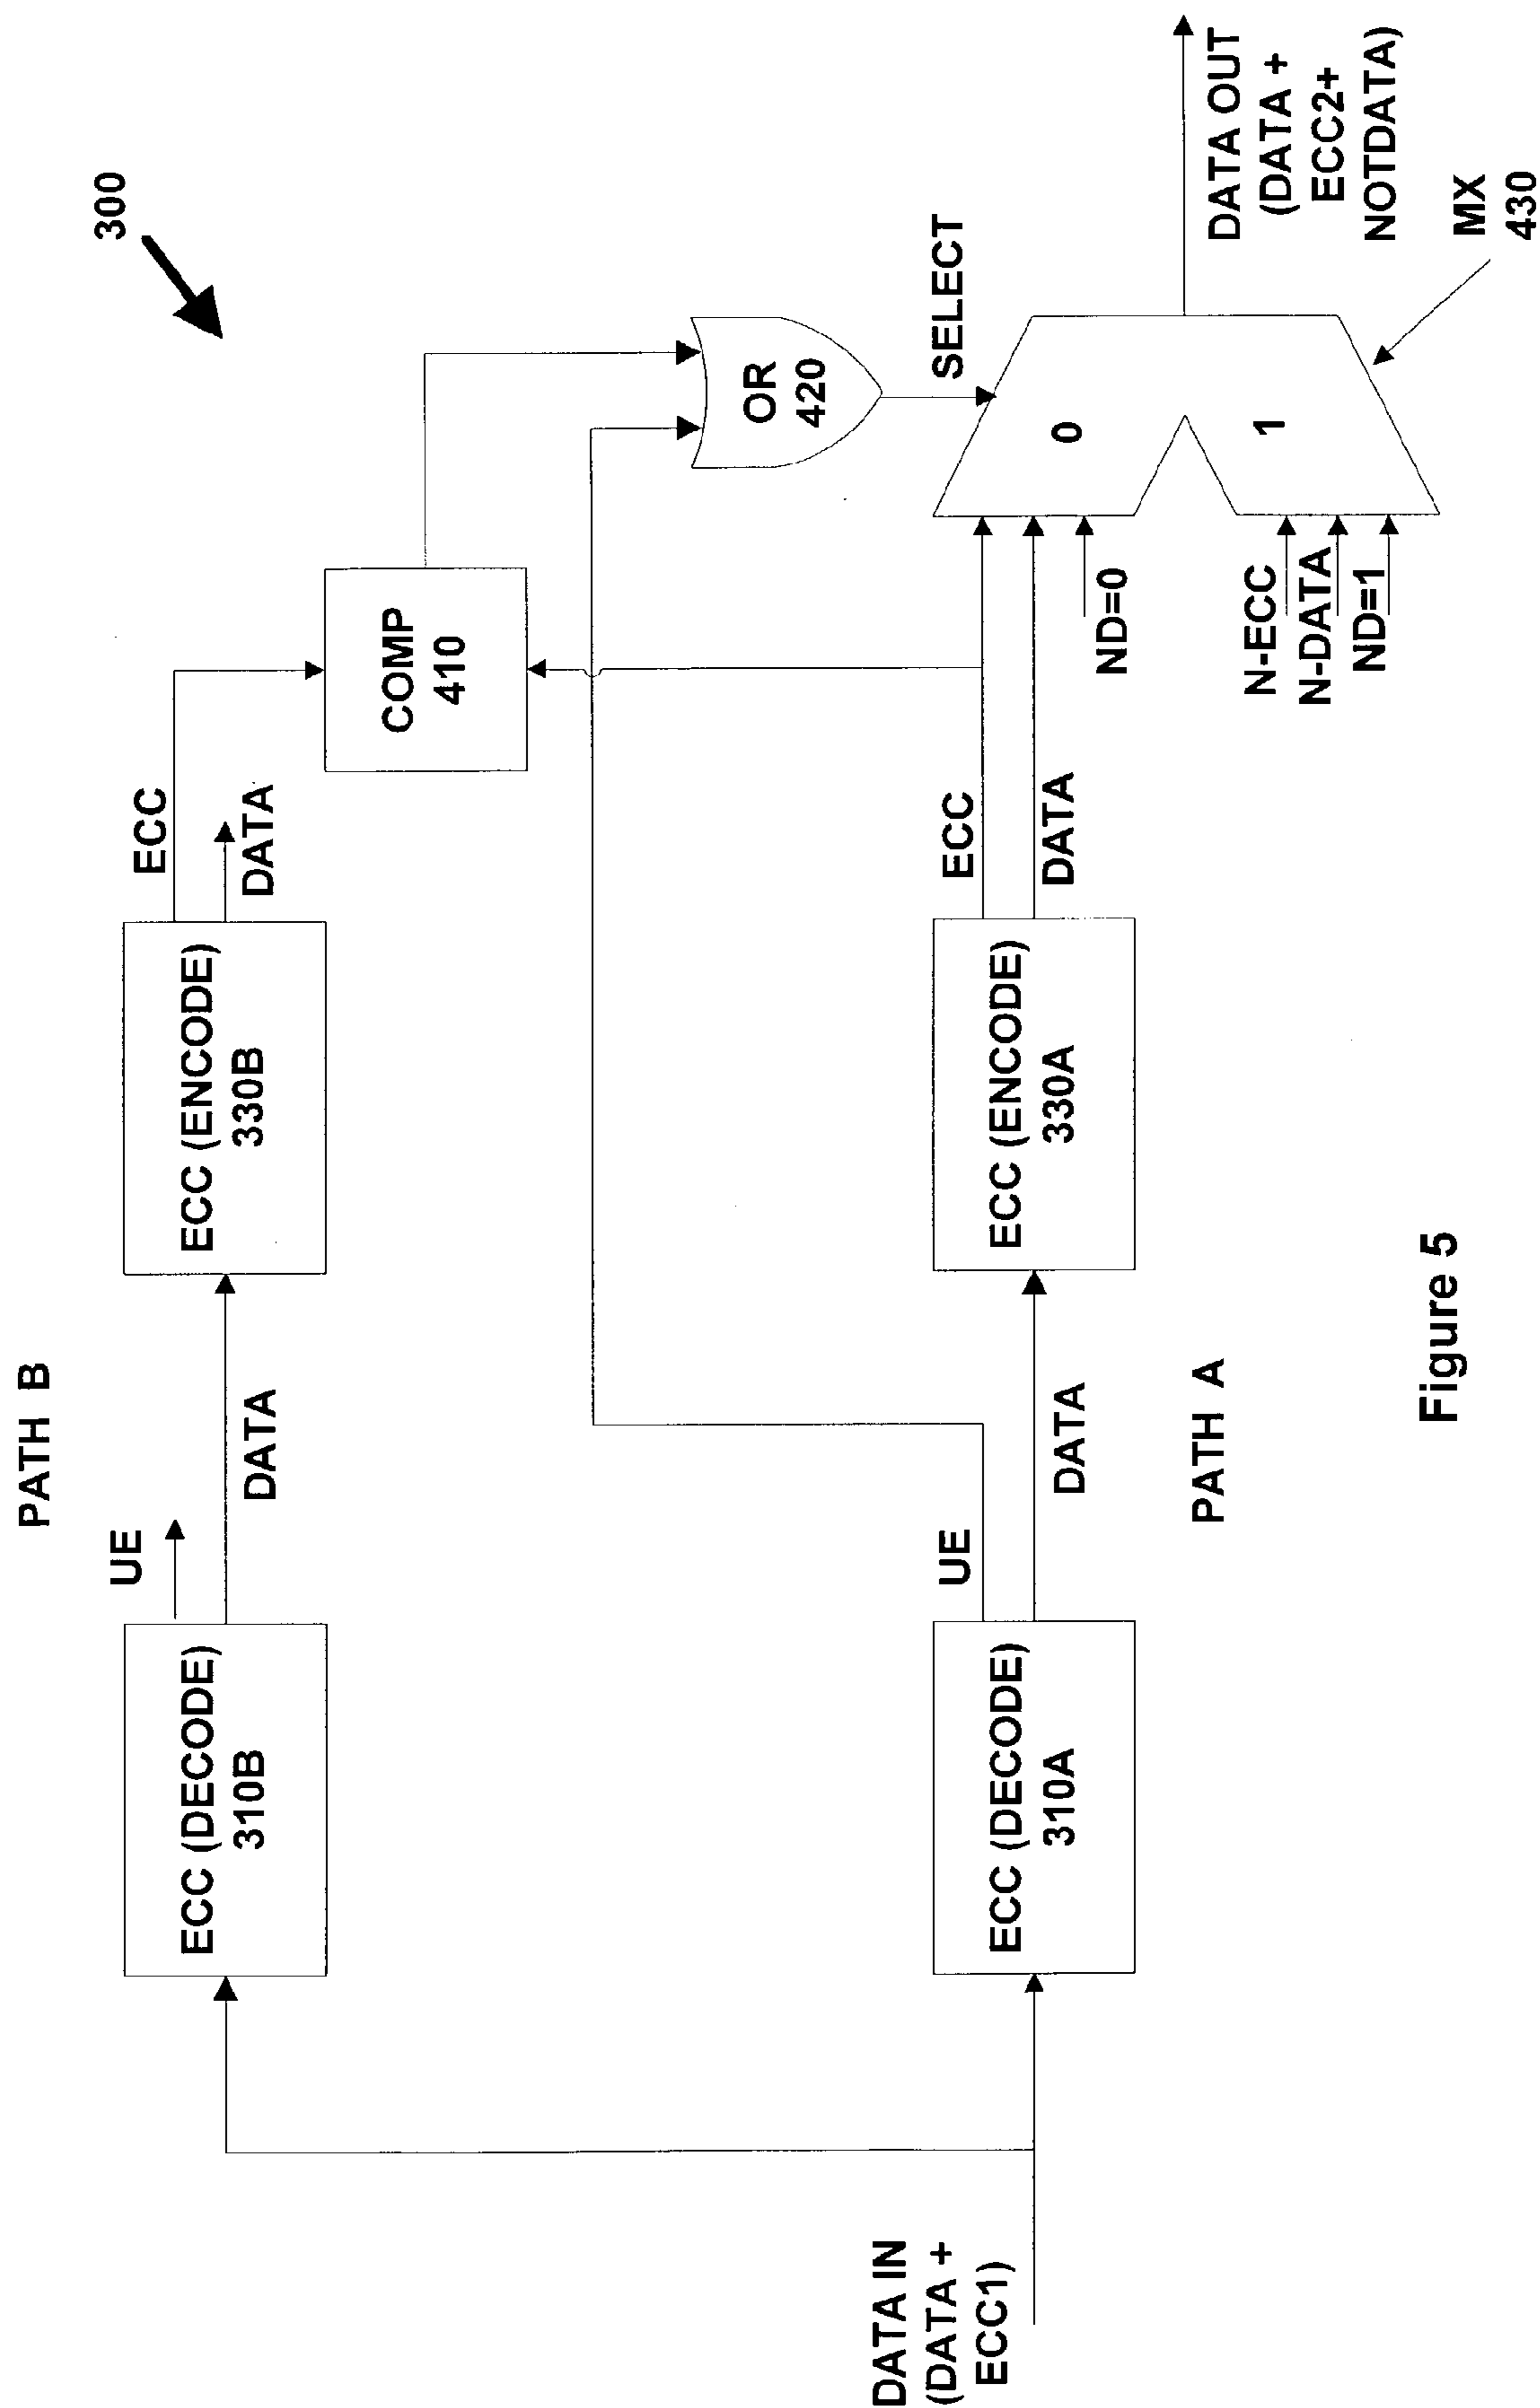 300
PATH B
UE
DATA
ECC
DATA
ECC (DECODE)
310B
ECC (ENCODE)
330B
COMP
410
OR
420
SELECT
DATA IN
(DATA +
ECC1)
UE
DATA
ECC
DATA
ECC (DECODE)
310A
ECC (ENCODE)
330A
PATH A
0
1
ND=0
N-ECC
N-DATA
ND=1
DATA OUT
(DATA +
ECC2+
NOTDATA)
MX
430
Figure 5